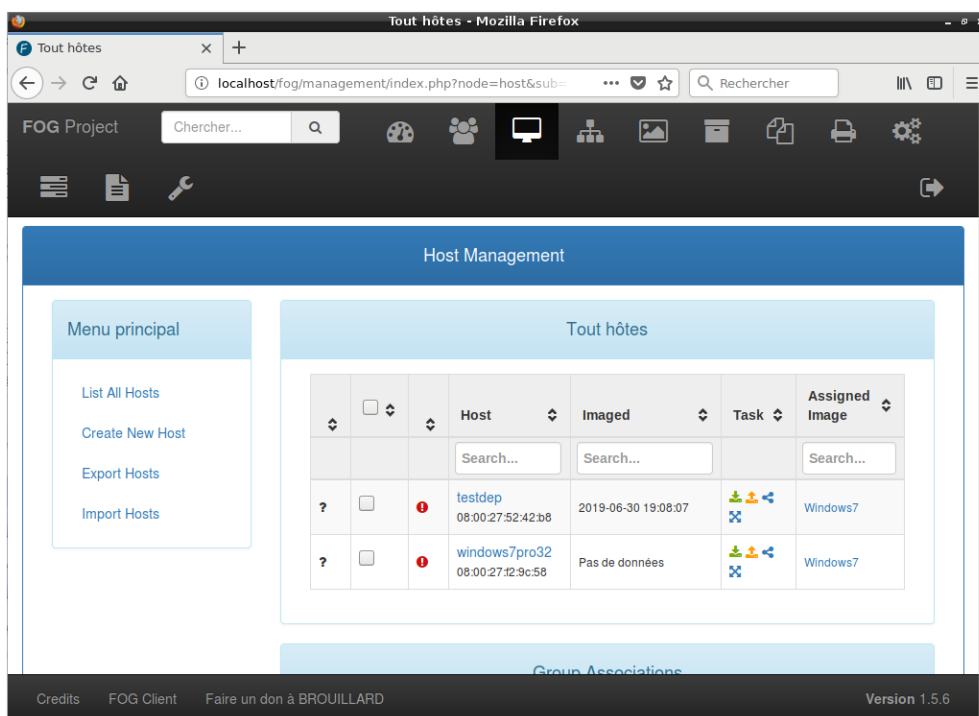 Tout hôtes - Mozilla Firefox
Tout hôtes
localhost/fog/management/index.php?node=host&sub=
Rechercher
FOG Project
Chercher...
Host Management
Menu principal
List All Hosts
Create New Host
Export Hosts
Import Hosts
Tout hôtes
Host
Imaged
Task
Assigned
Image
Search...
Search...
Search...
?
testdep
08:00:27:52:42:b8
2019-06-30 19:08:07
Windows7
?
windows7pro32
08:00:27:f2:9c:58
Pas de données
Windows7
Group Associations
Credits FOG Client Faire un don à BROUILLARD Version 1.5.6